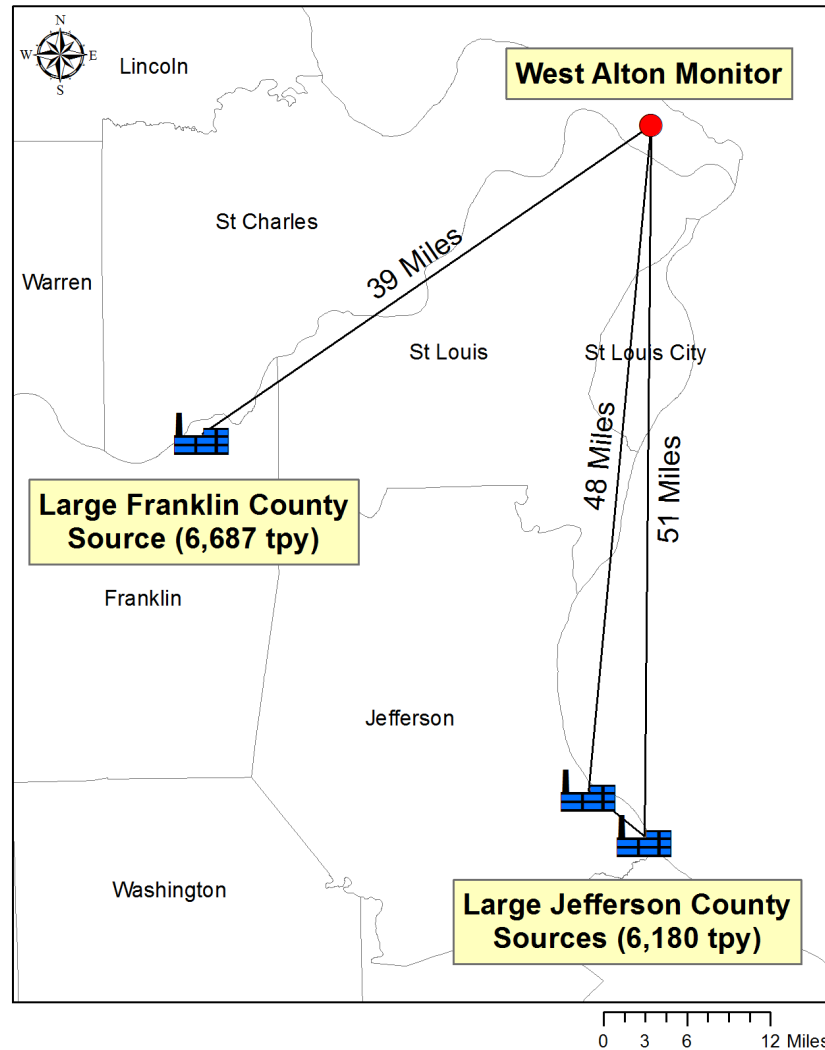 N
W
E
S
Lincoln
West Alton Monitor
St Charles
39 Miles
Warren
St Louis
St Louis City
48 Miles
51 Miles
Large Franklin County
Source (6,687 tpy)
Franklin
Jefferson
Washington
Large Jefferson County
Sources (6,180 tpy)
0 3 6 12 Miles